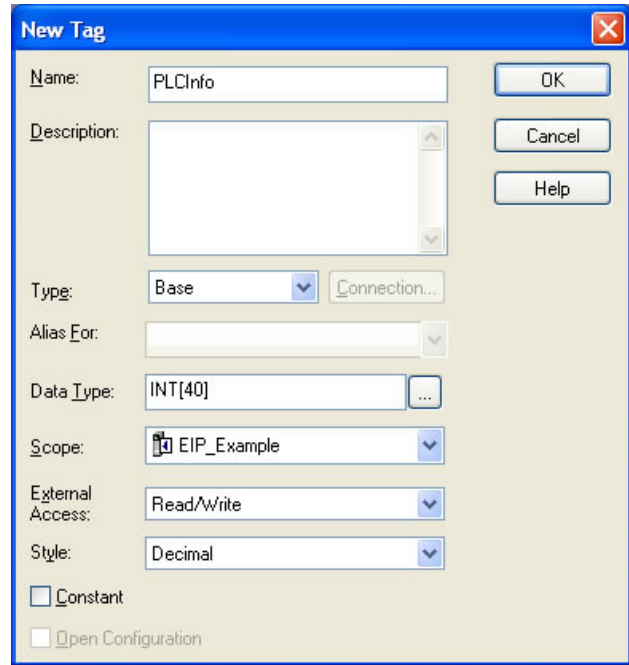 New Tag
Name: PLCInfo OK
Description: Cancel
Help
Type: Base Connection...
Alias For:
Data Type: INT[40] ...
Scope: EIP_Example
External
Access: Read/Write
Style: Decimal
Constant
Open Configuration